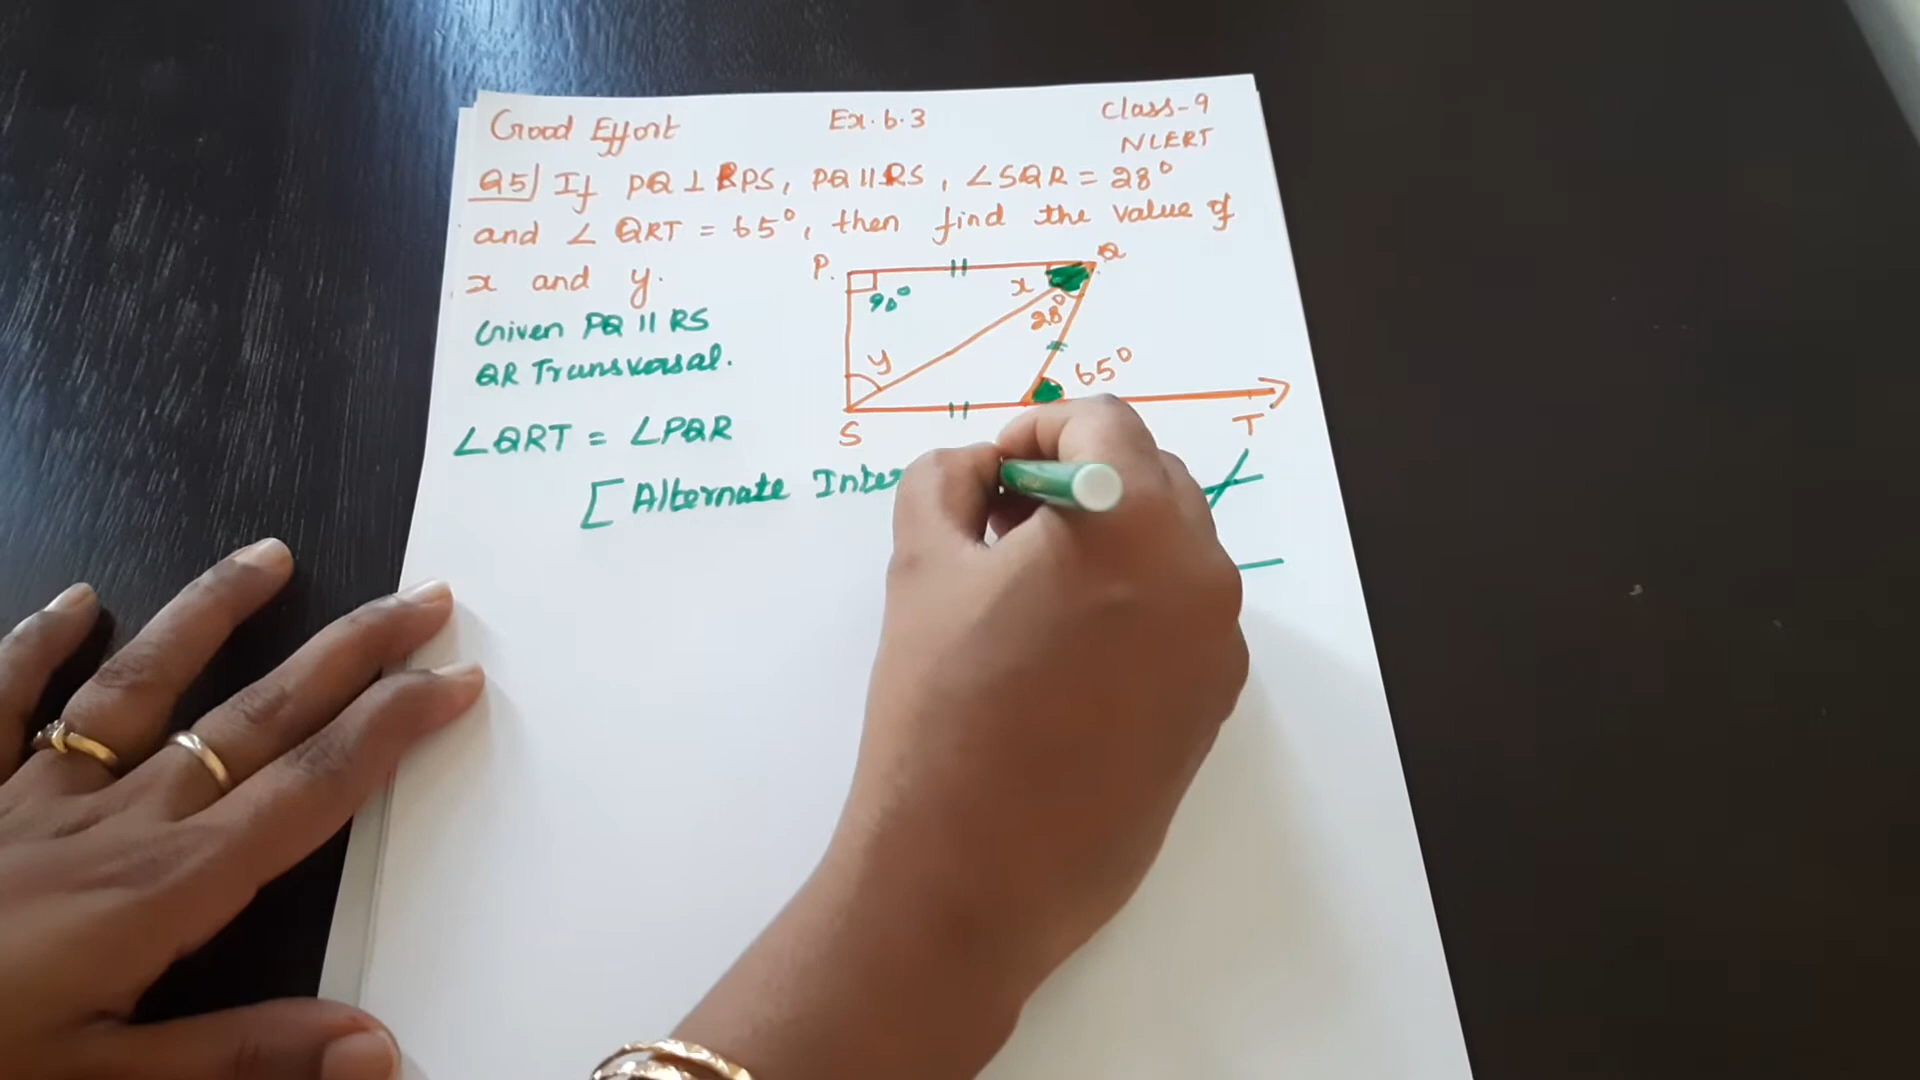 Good Effort Ex. 6.3 Class-9
NCERT
Q5) If PQ ⊥ PS, PQ || RS, ∠SQR = 28°
and ∠ QRT = 65°, then find the value of
x and y.
P. Q
90° x 28°
y 65°
S T
Given PQ || RS
QR Transversal.
∠QRT = ∠PQR
[Alternate Inter